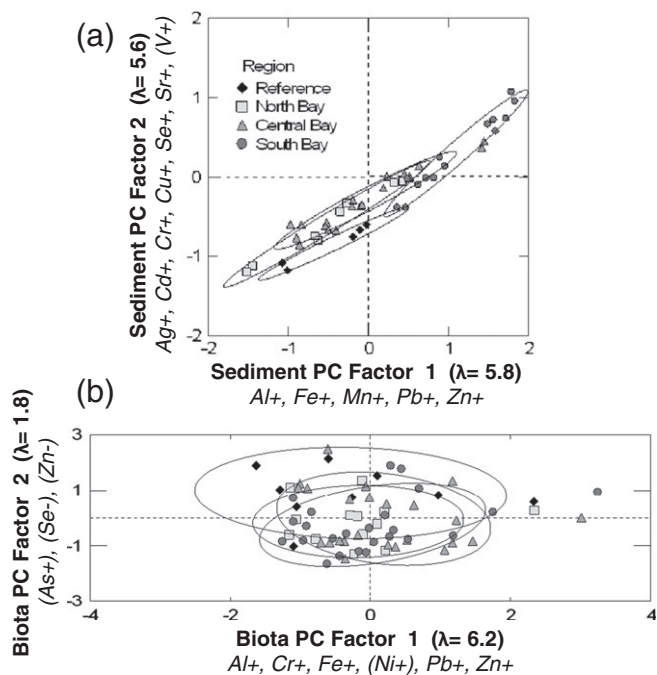 (a)
Sediment PC Factor 2 (λ= 5.6)
Ag+, Cd+, Cr+, Cu+, Se+, Sr+, (V+)
2
1
0
-1
-2
Region
Reference
North Bay
Central Bay
South Bay
-2 -1 0 1 2
Sediment PC Factor 1 (λ= 5.8)
Al+, Fe+, Mn+, Pb+, Zn+
(b)
Biota PC Factor 2 (λ= 1.8)
(As+), (Se-), (Zn-)
3
1
-1
-3
-4 -2 0 2 4
Biota PC Factor 1 (λ= 6.2)
Al+, Cr+, Fe+, (Ni+), Pb+, Zn+